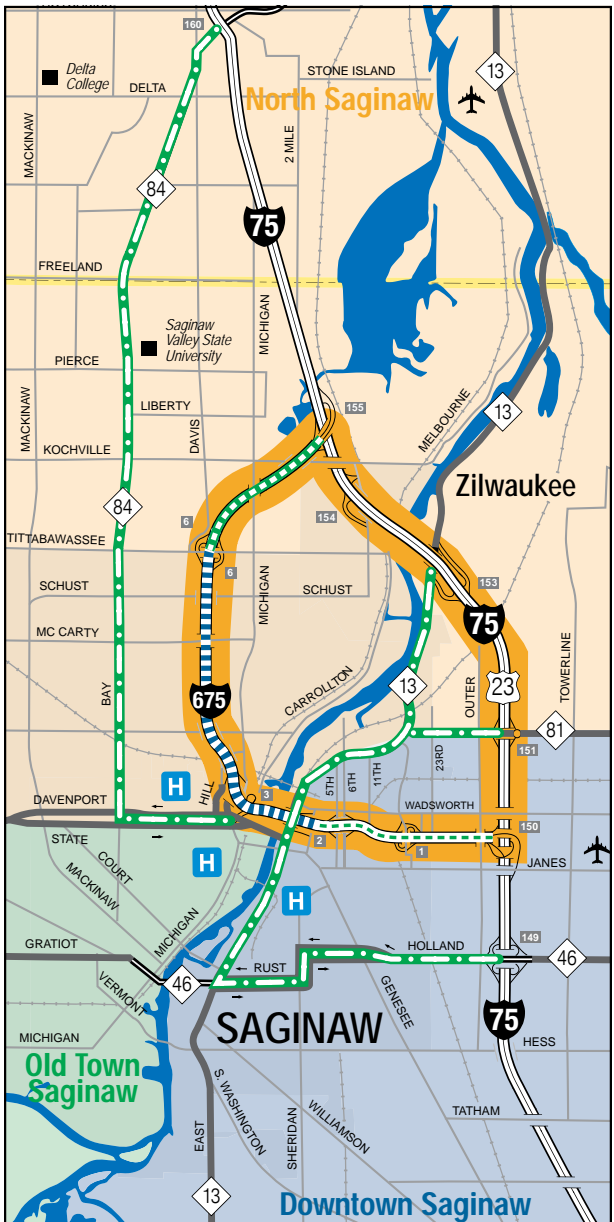 160
13
Delta
College
STONE ISLAND
DELTA
North Saginaw
MACKINAW
2 MILE
84
75
FREELAND
Saginaw
Valley State
University
MICHIGAN
PIERCE
LIBERTY
155
MELBOURNE
13
MACKINAW
DAVIS
KOCHVILLE
Zilwaukee
84
154
6
TITTABAWASSEE
6
153
SCHUST
MICHIGAN
SCHUST
75
MC CARTY
CARROLLTON
TOWERLINE
675
BAY
13
OUTER
23
81
151
23RD
11TH
6TH
5TH
H
HILL
3
DAVENPORT
WADSWORTH
150
STATE
2
1
COURT
H
JANES
MACKINAW
H
MICHIGAN
GRATIOT
HOLLAND
149
46
RUST
VERMONT
46
GENESEE
SAGINAW
75
MICHIGAN
HESS
Old Town
Saginaw
S. WASHINGTON
WILLIAMSON
TATHAM
EAST
SHERIDAN
13
Downtown Saginaw